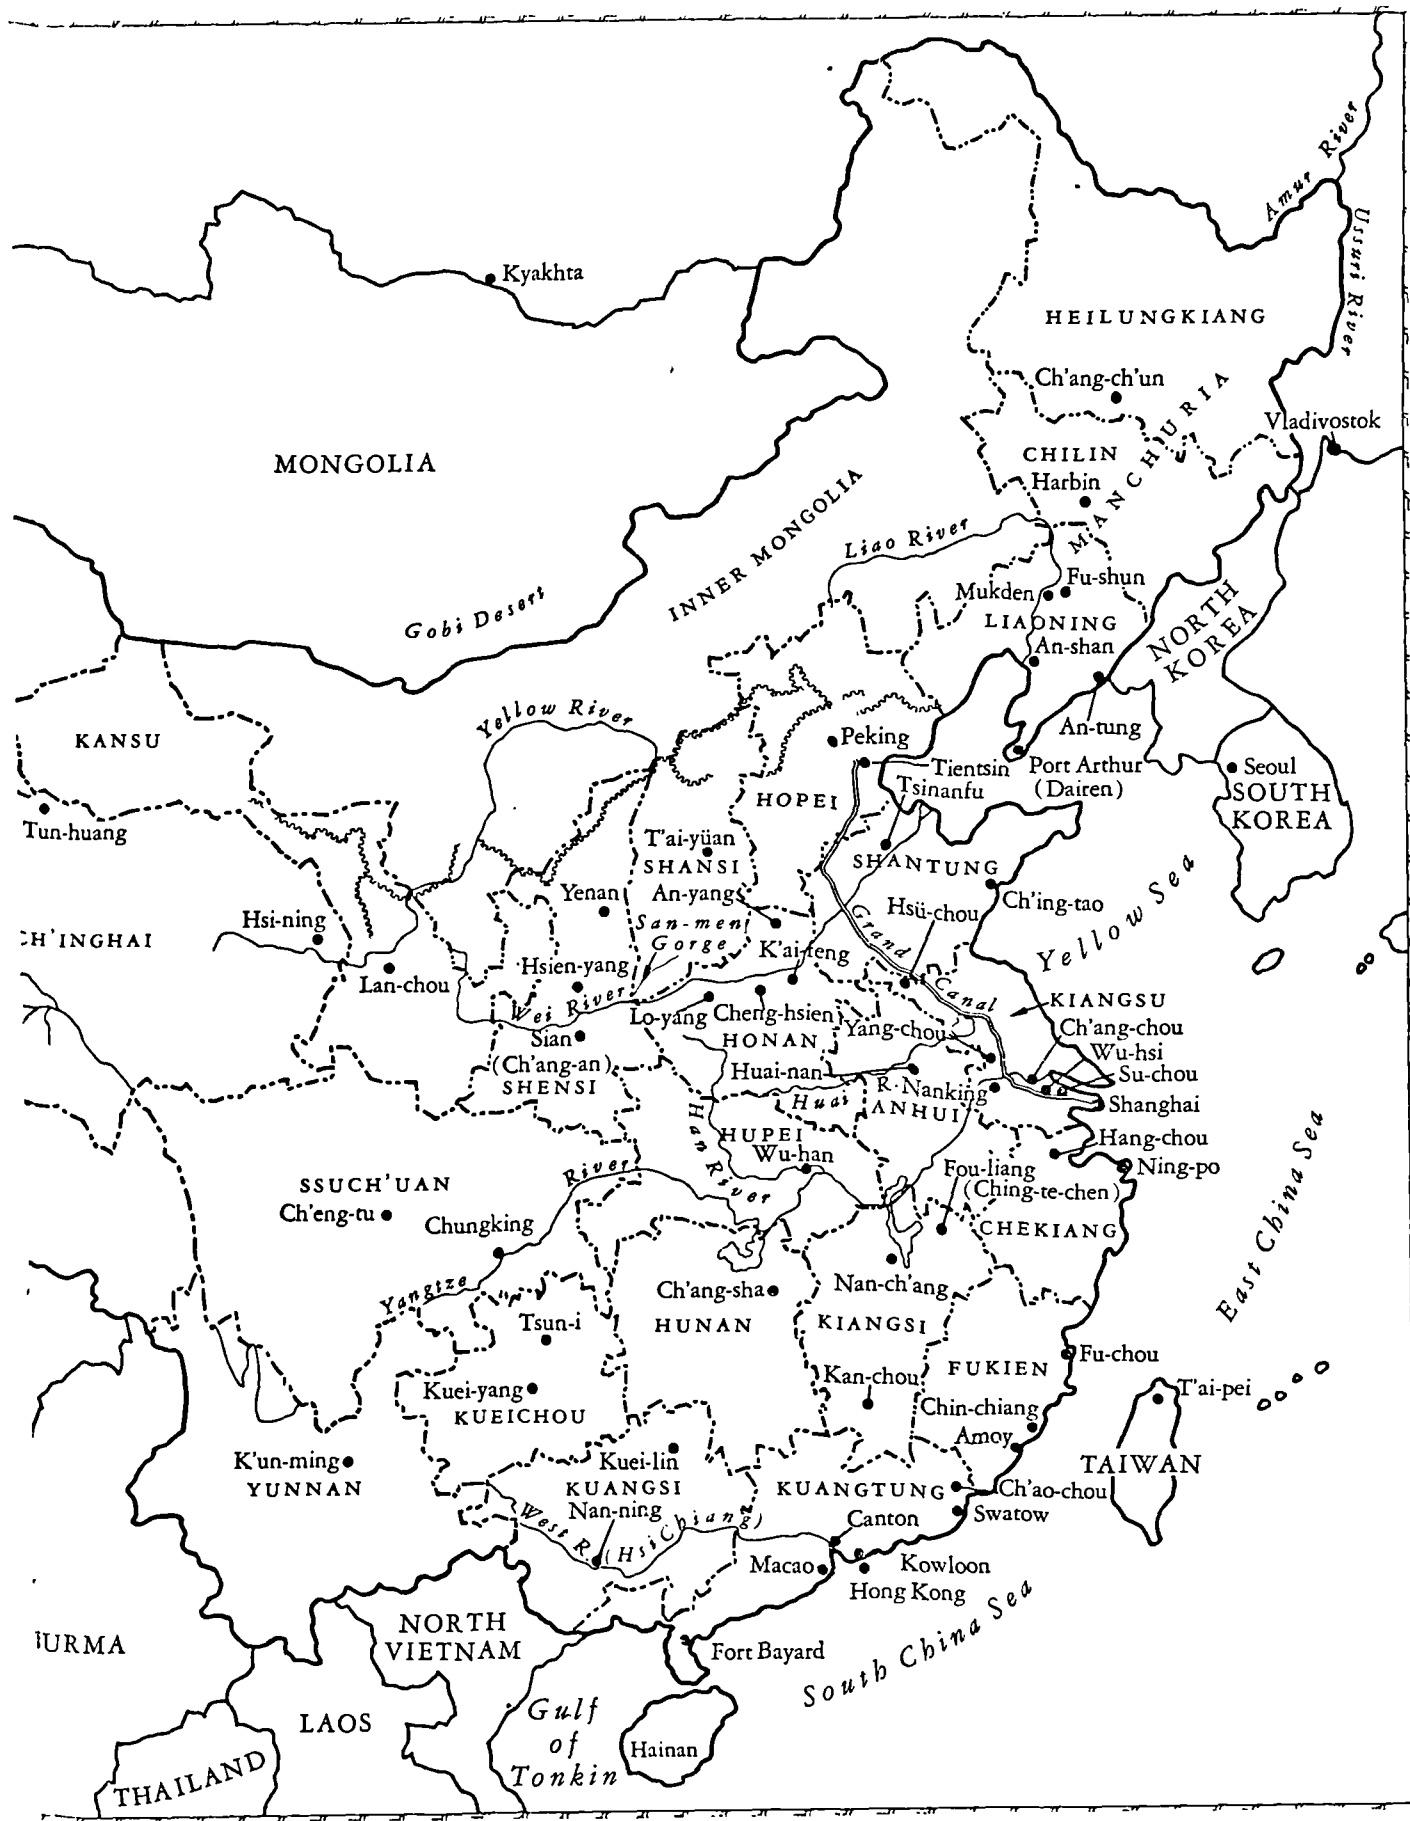 Amur River
Ussuri River
Kyakhta
HEILUNGKIANG
Ch'ang-ch'un
MANCHURIA
Vladivostok
MONGOLIA
CHILIN
Harbin
INNER MONGOLIA
Liao River
Gobi Desert
Mukden
Fu-shun
LIAONING
An-shan
NORTH
KOREA
Yellow River
KANSU
An-tung
Peking
Tientsin
Port Arthur
(Dairen)
Seoul
SOUTH
KOREA
Tsinanfu
HOPEI
Tun-huang
T'ai-yüan
SHANSI
SHANTUNG
An-yang
Yenan
Ch'ing-tao
Hsü-chou
Yellow Sea
Hsi-ning
San-men
Gorge
Grand Canal
CH'INGHAI
K'ai-feng
Lan-chou
Hsien-yang
Wei River
Lo-yang
Cheng-hsien
HONAN
Yang-chou
KIANGSU
Ch'ang-chou
Wu-hsi
Su-chou
Shanghai
Sian
(Ch'ang-an)
SHENSI
Huai-nan
Huai R.
Nanking
ANHUI
Han River
HUPEI
Wu-han
Hang-chou
Ning-po
Fou-liang
(Ching-te-chen)
CHEKIANG
East China Sea
SSUCH'UAN
Ch'eng-tu
Chungking
Yangtze River
Nan-ch'ang
Ch'ang-sha
HUNAN
KIANGSI
Tsun-i
Kuei-yang
KUEICHOU
Kan-chou
FUKIEN
Fu-chou
T'ai-pei
Chin-chiang
Amoy
TAIWAN
K'un-ming
YUNNAN
Kuei-lin
KUANGSI
Nan-ning
KUANGTUNG
Ch'ao-chou
Swatow
West R. (Hsi Chiang)
Canton
Macao
Kowloon
Hong Kong
South China Sea
BURMA
NORTH
VIETNAM
Fort Bayard
LAOS
Gulf
of
Tonkin
Hainan
THAILAND